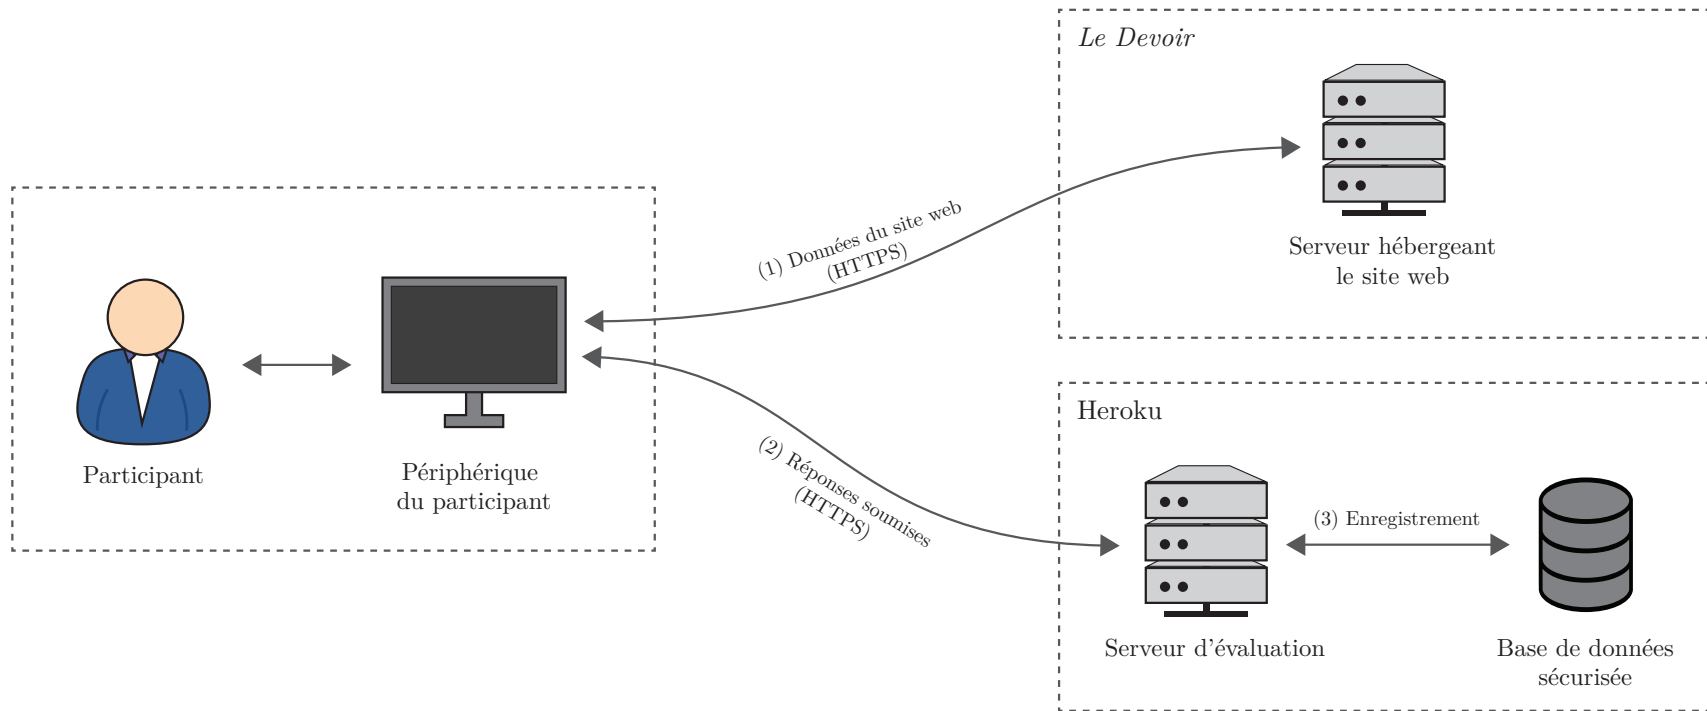 Le Devoir
Serveur hébergeant
le site web
(1) Données du site web
(HTTPS)
Participant
Périphérique
du participant
(2) Réponses soumises
(HTTPS)
Heroku
(3) Enregistrement
Serveur d'évaluation
Base de données
sécurisée